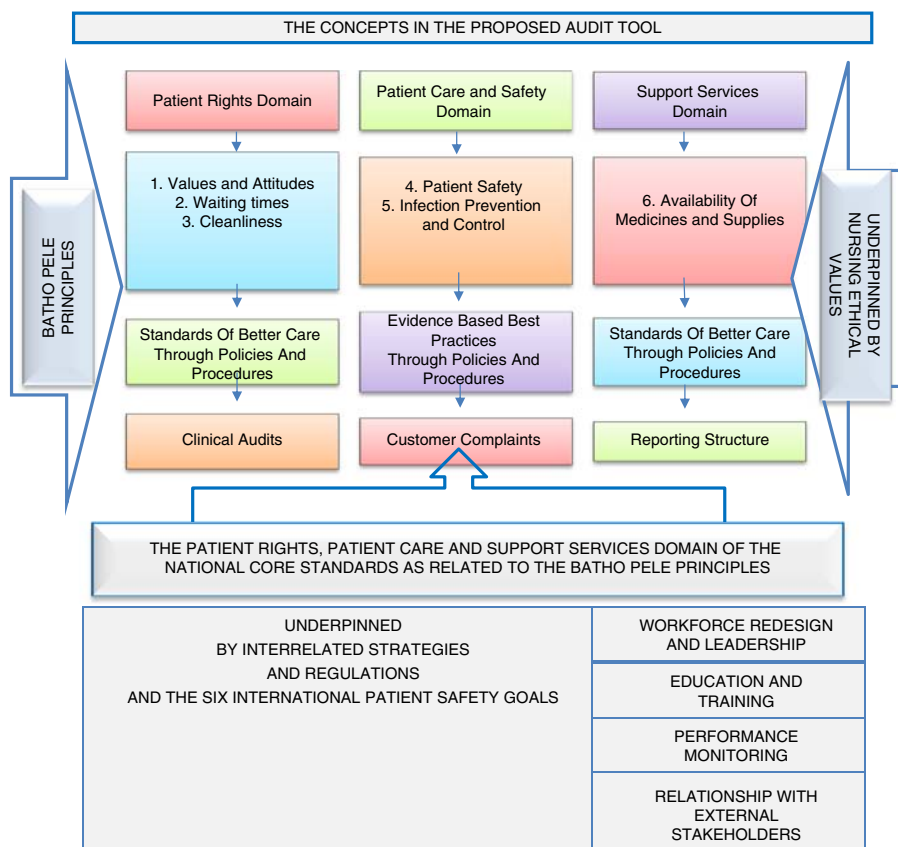 THE CONCEPTS IN THE PROPOSED AUDIT TOOL
Patient Rights Domain
Patient Care and Safety
Domain
Support Services
Domain
1. Values and Attitudes
2. Waiting times
3. Cleanliness
4. Patient Safety
5. Infection Prevention
and Control
6. Availability Of
Medicines and Supplies
BATHO PELE
PRINCIPLES
UNDERPINNED BY
NURSING ETHICAL
VALUES
Standards Of Better Care
Through Policies And
Procedures
Evidence Based Best
Practices
Through Policies And
Procedures
Standards Of Better Care
Through Policies And
Procedures
Clinical Audits
Customer Complaints
Reporting Structure
THE PATIENT RIGHTS, PATIENT CARE AND SUPPORT SERVICES DOMAIN OF THE
NATIONAL CORE STANDARDS AS RELATED TO THE BATHO PELE PRINCIPLES
UNDERPINNED
BY INTERRELATED STRATEGIES
AND REGULATIONS
AND THE SIX INTERNATIONAL PATIENT SAFETY GOALS
WORKFORCE REDESIGN
AND LEADERSHIP
EDUCATION AND
TRAINING
PERFORMANCE
MONITORING
RELATIONSHIP WITH
EXTERNAL
STAKEHOLDERS